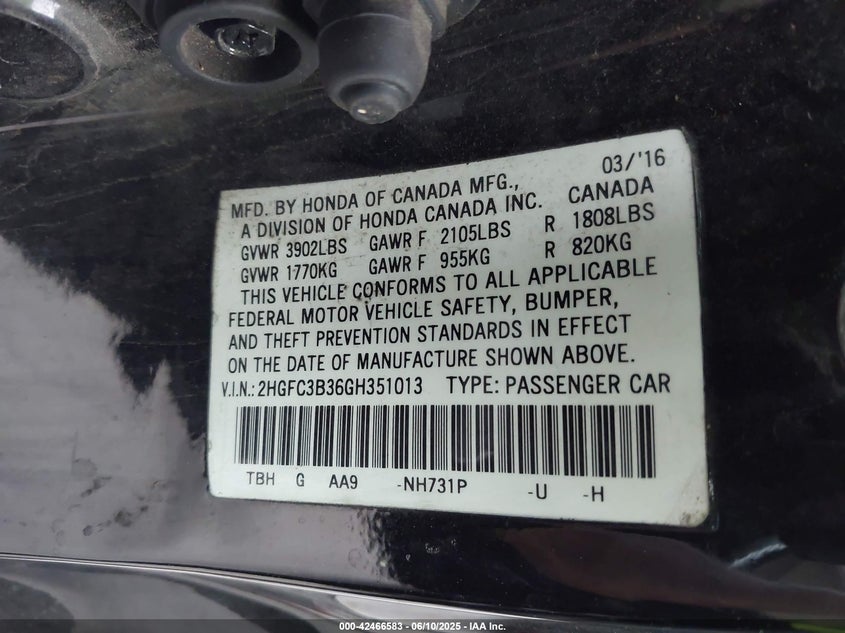 03/'16
MFD. BY HONDA OF CANADA MFG.,
A DIVISION OF HONDA CANADA INC. CANADA
GVWR 3902LBS GAWR F 2105LBS R 1808LBS
GVWR 1770KG GAWR F 955KG R 820KG
THIS VEHICLE CONFORMS TO ALL APPLICABLE
FEDERAL MOTOR VEHICLE SAFETY, BUMPER,
AND THEFT PREVENTION STANDARDS IN EFFECT
ON THE DATE OF MANUFACTURE SHOWN ABOVE.
V.I.N.: 2HGFC3B36GH351013 TYPE: PASSENGER CAR
TBH G AA9 -NH731P -U -H
000-42466583 - 06/10/2025 - IAA Inc.